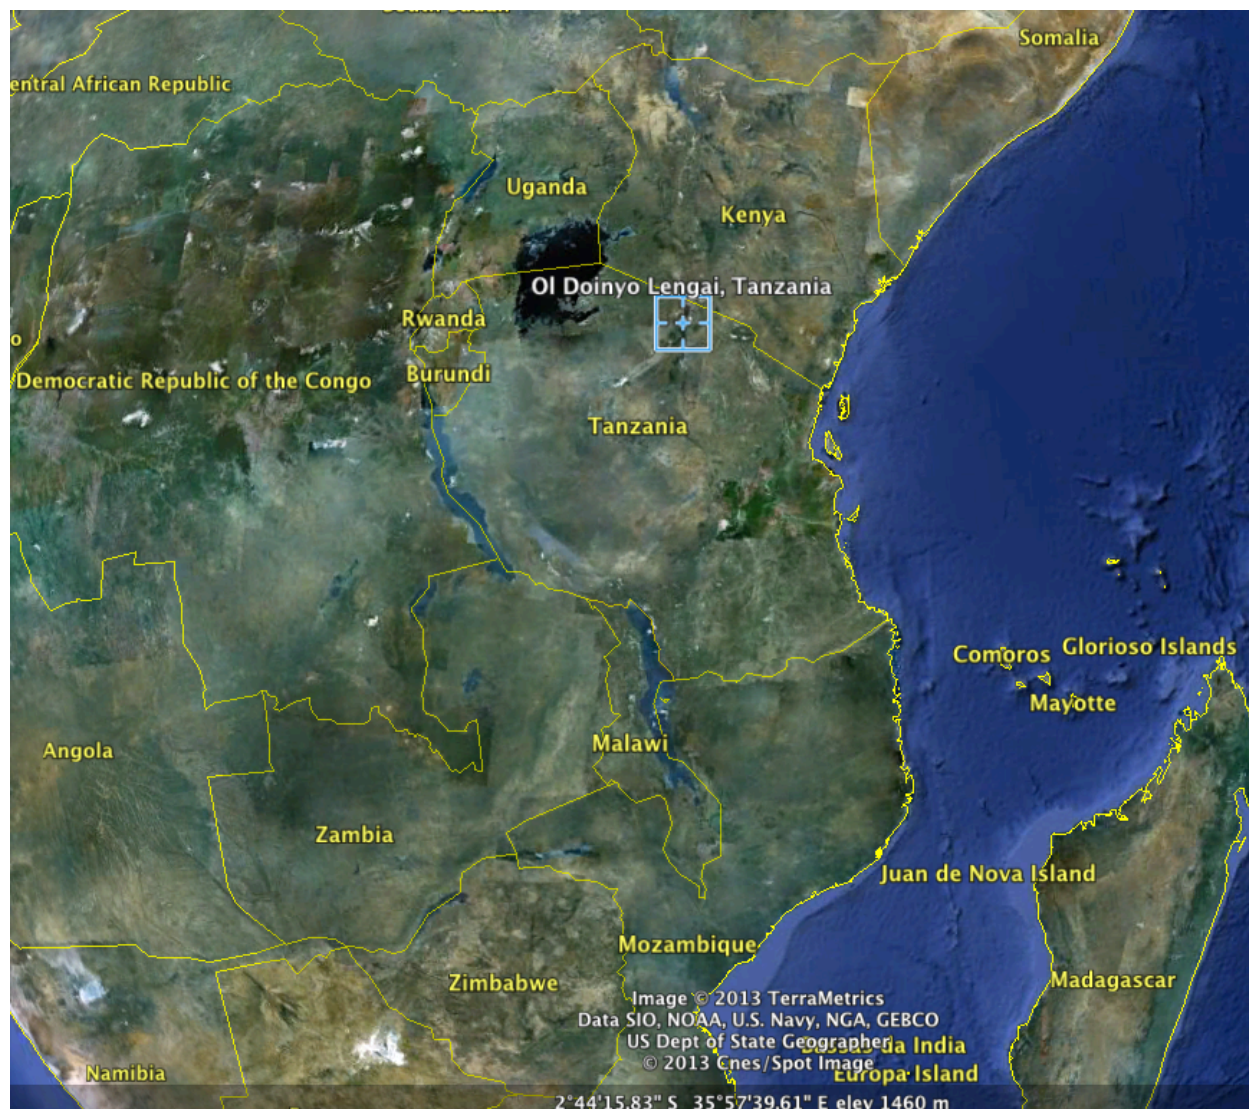 South Sudan
Somalia
entral African Republic
Uganda
Kenya
Ol Doinyo Lengai, Tanzania
Rwanda
o
Democratic Republic of the Congo
Burundi
Tanzania
Comoros
Glorioso Islands
Mayotte
Angola
Malawi
Zambia
Juan de Nova Island
Mozambique
Zimbabwe
Madagascar
Image © 2013 TerraMetrics
Data SIO, NOAA, U.S. Navy, NGA, GEBCO
US Dept of State Geographer
Bassas da India
© 2013 Cnes/Spot Image
Europa Island
Namibia
2°44'15.83" S 35°57'39.61" E elev 1460 m